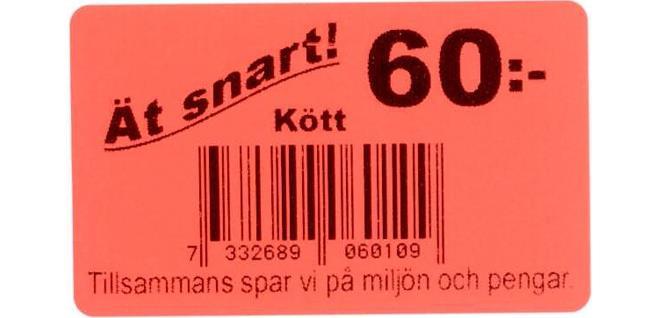 Ät snart!
60:-
Kött
7 332689 060109
Tillsammans spar vi på miljön och pengar.